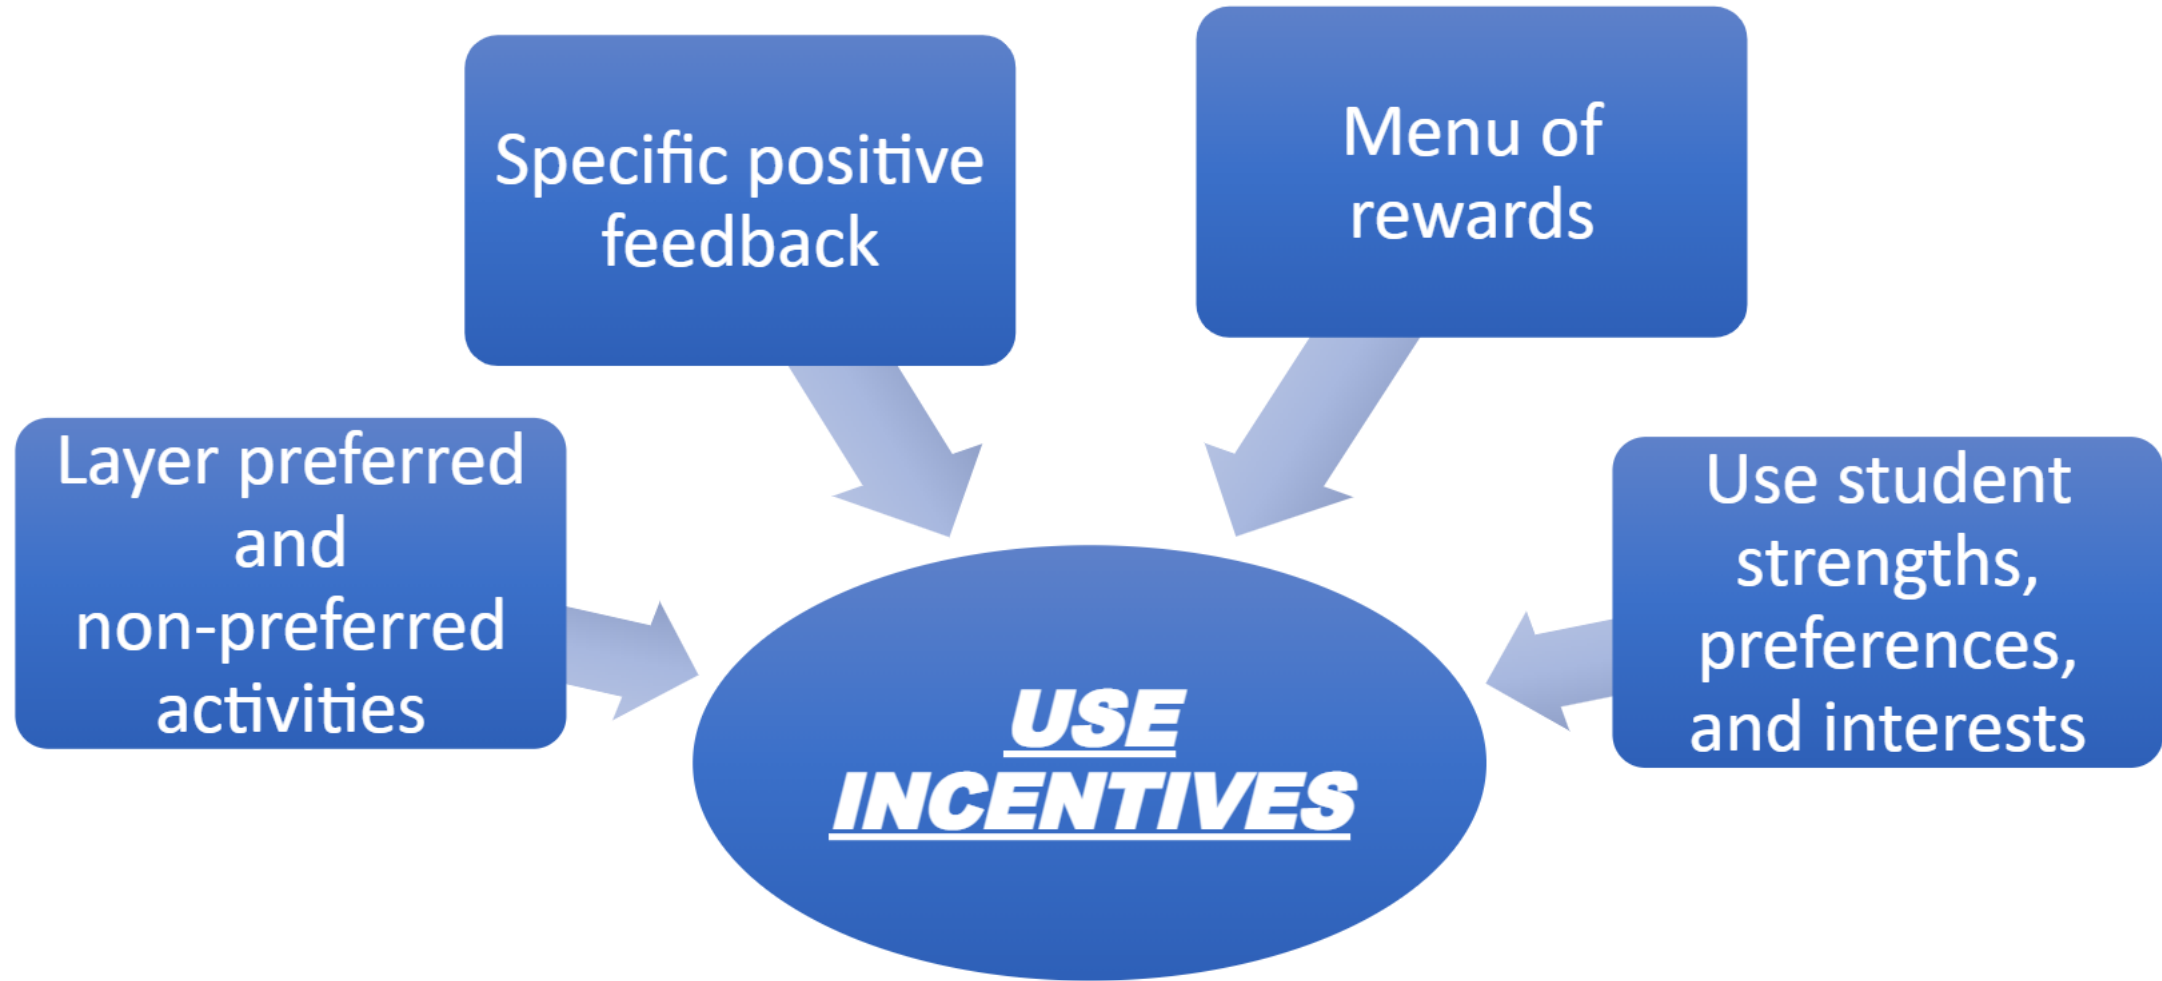 Layer preferred
and
non-preferred
activities
Specific positive
feedback
Menu of
rewards
Use student
strengths,
preferences,
and interests
USE
INCENTIVES